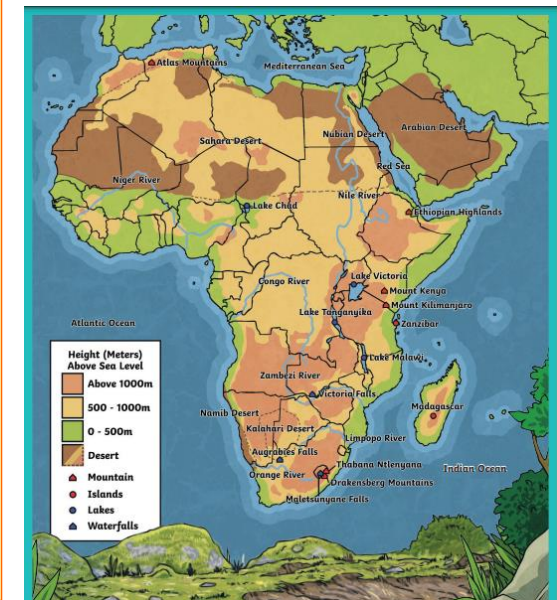 Atlas Mountains
Mediterranean Sea
Sahara Desert
Nubian Desert
Arabian Desert
Red Sea
Niger River
Nile River
Lake Chad
Ethiopian Highlands
Lake Victoria
Congo River
Mount Kenya
Mount Kilimanjaro
Lake Tanganyika
Zanzibar
Atlantic Ocean
Lake Malawi
Zambezi River
Victoria Falls
Madagascar
Namib Desert
Kalahari Desert
Limpopo River
Augrabies Falls
Thabana Ntlenyana
Indian Ocean
Orange River
Drakensberg Mountains
Maletsunyane Falls
Height (Meters)
Above Sea Level
Above 1000m
500 - 1000m
0 - 500m
Desert
Mountain
Islands
Lakes
Waterfalls